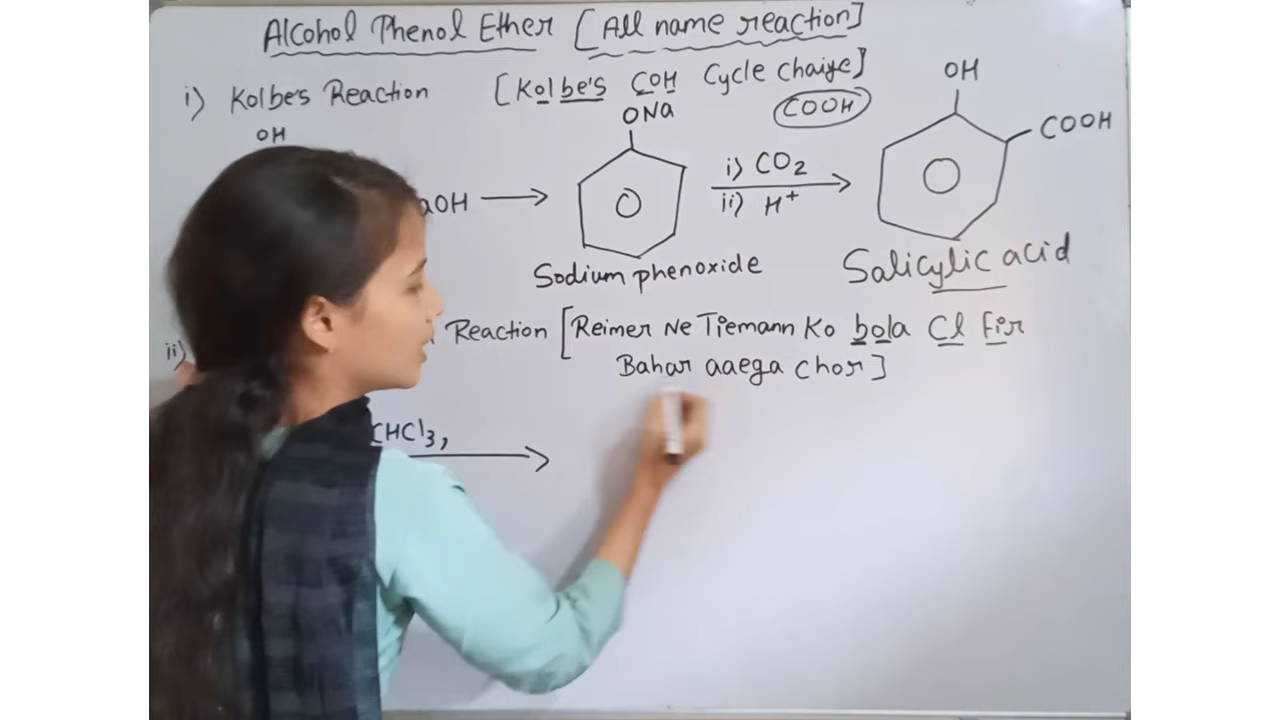 Alcohol Phenol Ether [All name reaction]
i) Kolbe's Reaction [Kolbe's COH Cycle Chaiye]
COOH
OH
aOH
ONa
i) CO2
ii) H+
OH
COOH
Sodium phenoxide
Salicylic acid
ii) Reaction [Reimer Ne Tiemann Ko bola Cl Fir
Bahar aaega Chor]
CHCl3,